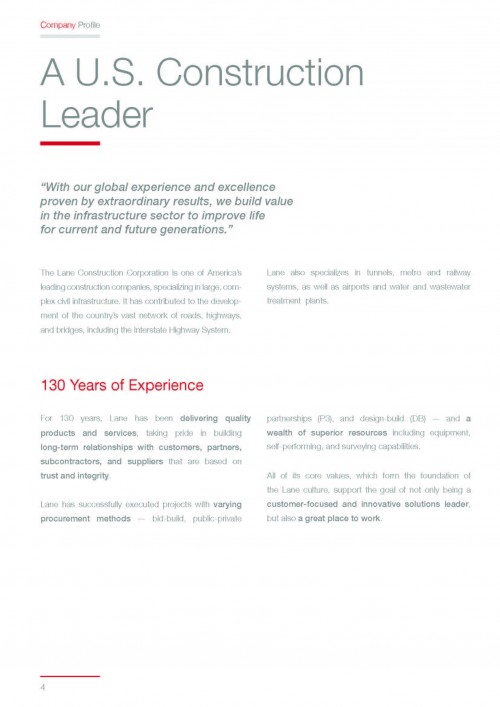 Company Profile
A U.S. Construction
Leader
“With our global experience and excellence
proven by extraordinary results, we build value
in the infrastructure sector to improve life
for current and future generations.”
The Lane Construction Corporation is one of America’s
leading construction companies, specializing in large, com-
plex civil infrastructure. It has contributed to the develop-
ment of the country’s vast network of roads, highways,
and bridges, including the Interstate Highway System.
Lane also specializes in tunnels, metro and railway
systems, as well as airports and water and wastewater
treatment plants.
130 Years of Experience
For 130 years, Lane has been delivering quality
products and services, taking pride in building
long-term relationships with customers, partners,
subcontractors, and suppliers that are based on
trust and integrity.
Lane has successfully executed projects with varying
procurement methods — bid-build, public-private
partnerships (P3), and design-build (DB) — and a
wealth of superior resources including equipment,
self-performing, and surveying capabilities.
All of its core values, which form the foundation of
the Lane culture, support the goal of not only being a
customer-focused and innovative solutions leader,
but also a great place to work.
4